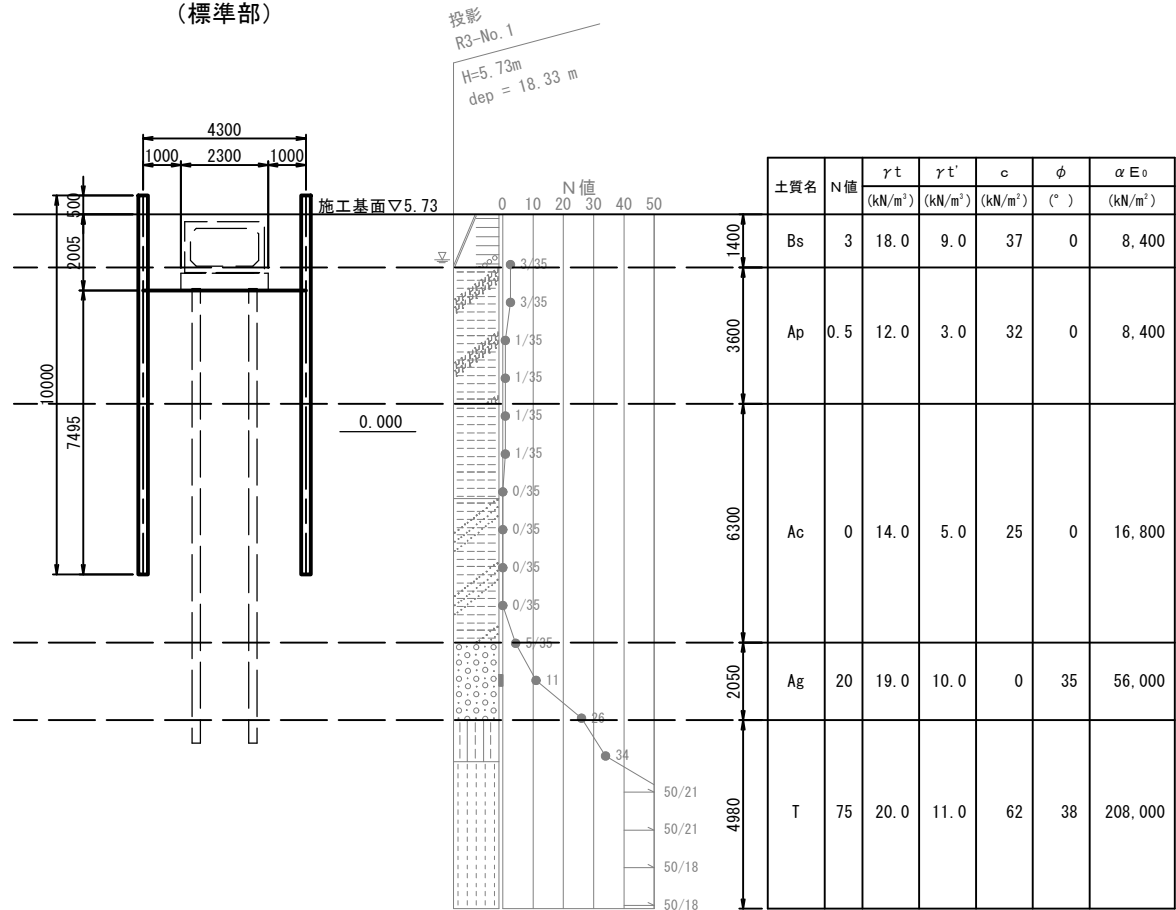 (標準部)
投影
R3-No.1
H=5.73m
dep = 18.33 m
4300
1000 2300 1000
500
2005
10000
7495
施工基面▽5.73
0.000
N値
0 10 20 30 40 50
3/35
3/35
1/35
1/35
1/35
1/35
0/35
0/35
0/35
0/35
5/35
11
26
34
50/21
50/21
50/18
50/18
1400
3600
6300
2050
4980
土質名 N値 γt γt' c φ αE₀
(kN/m³) (kN/m³) (kN/m²) (°) (kN/m²)
Bs 3 18.0 9.0 37 0 8,400
Ap 0.5 12.0 3.0 32 0 8,400
Ac 0 14.0 5.0 25 0 16,800
Ag 20 19.0 10.0 0 35 56,000
T 75 20.0 11.0 62 38 208,000